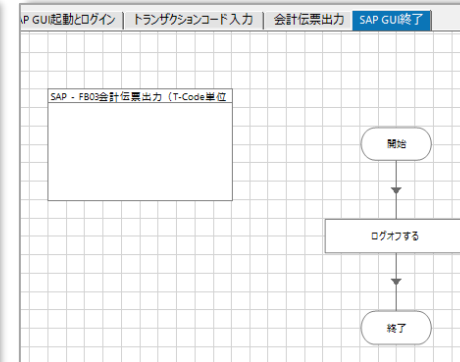 P GUI起動とログイン トランザクションコード入力 会計伝票出力 SAP GUI終了
SAP - FB03会計伝票出力（T-Code単位
開始
ログオフする
終了